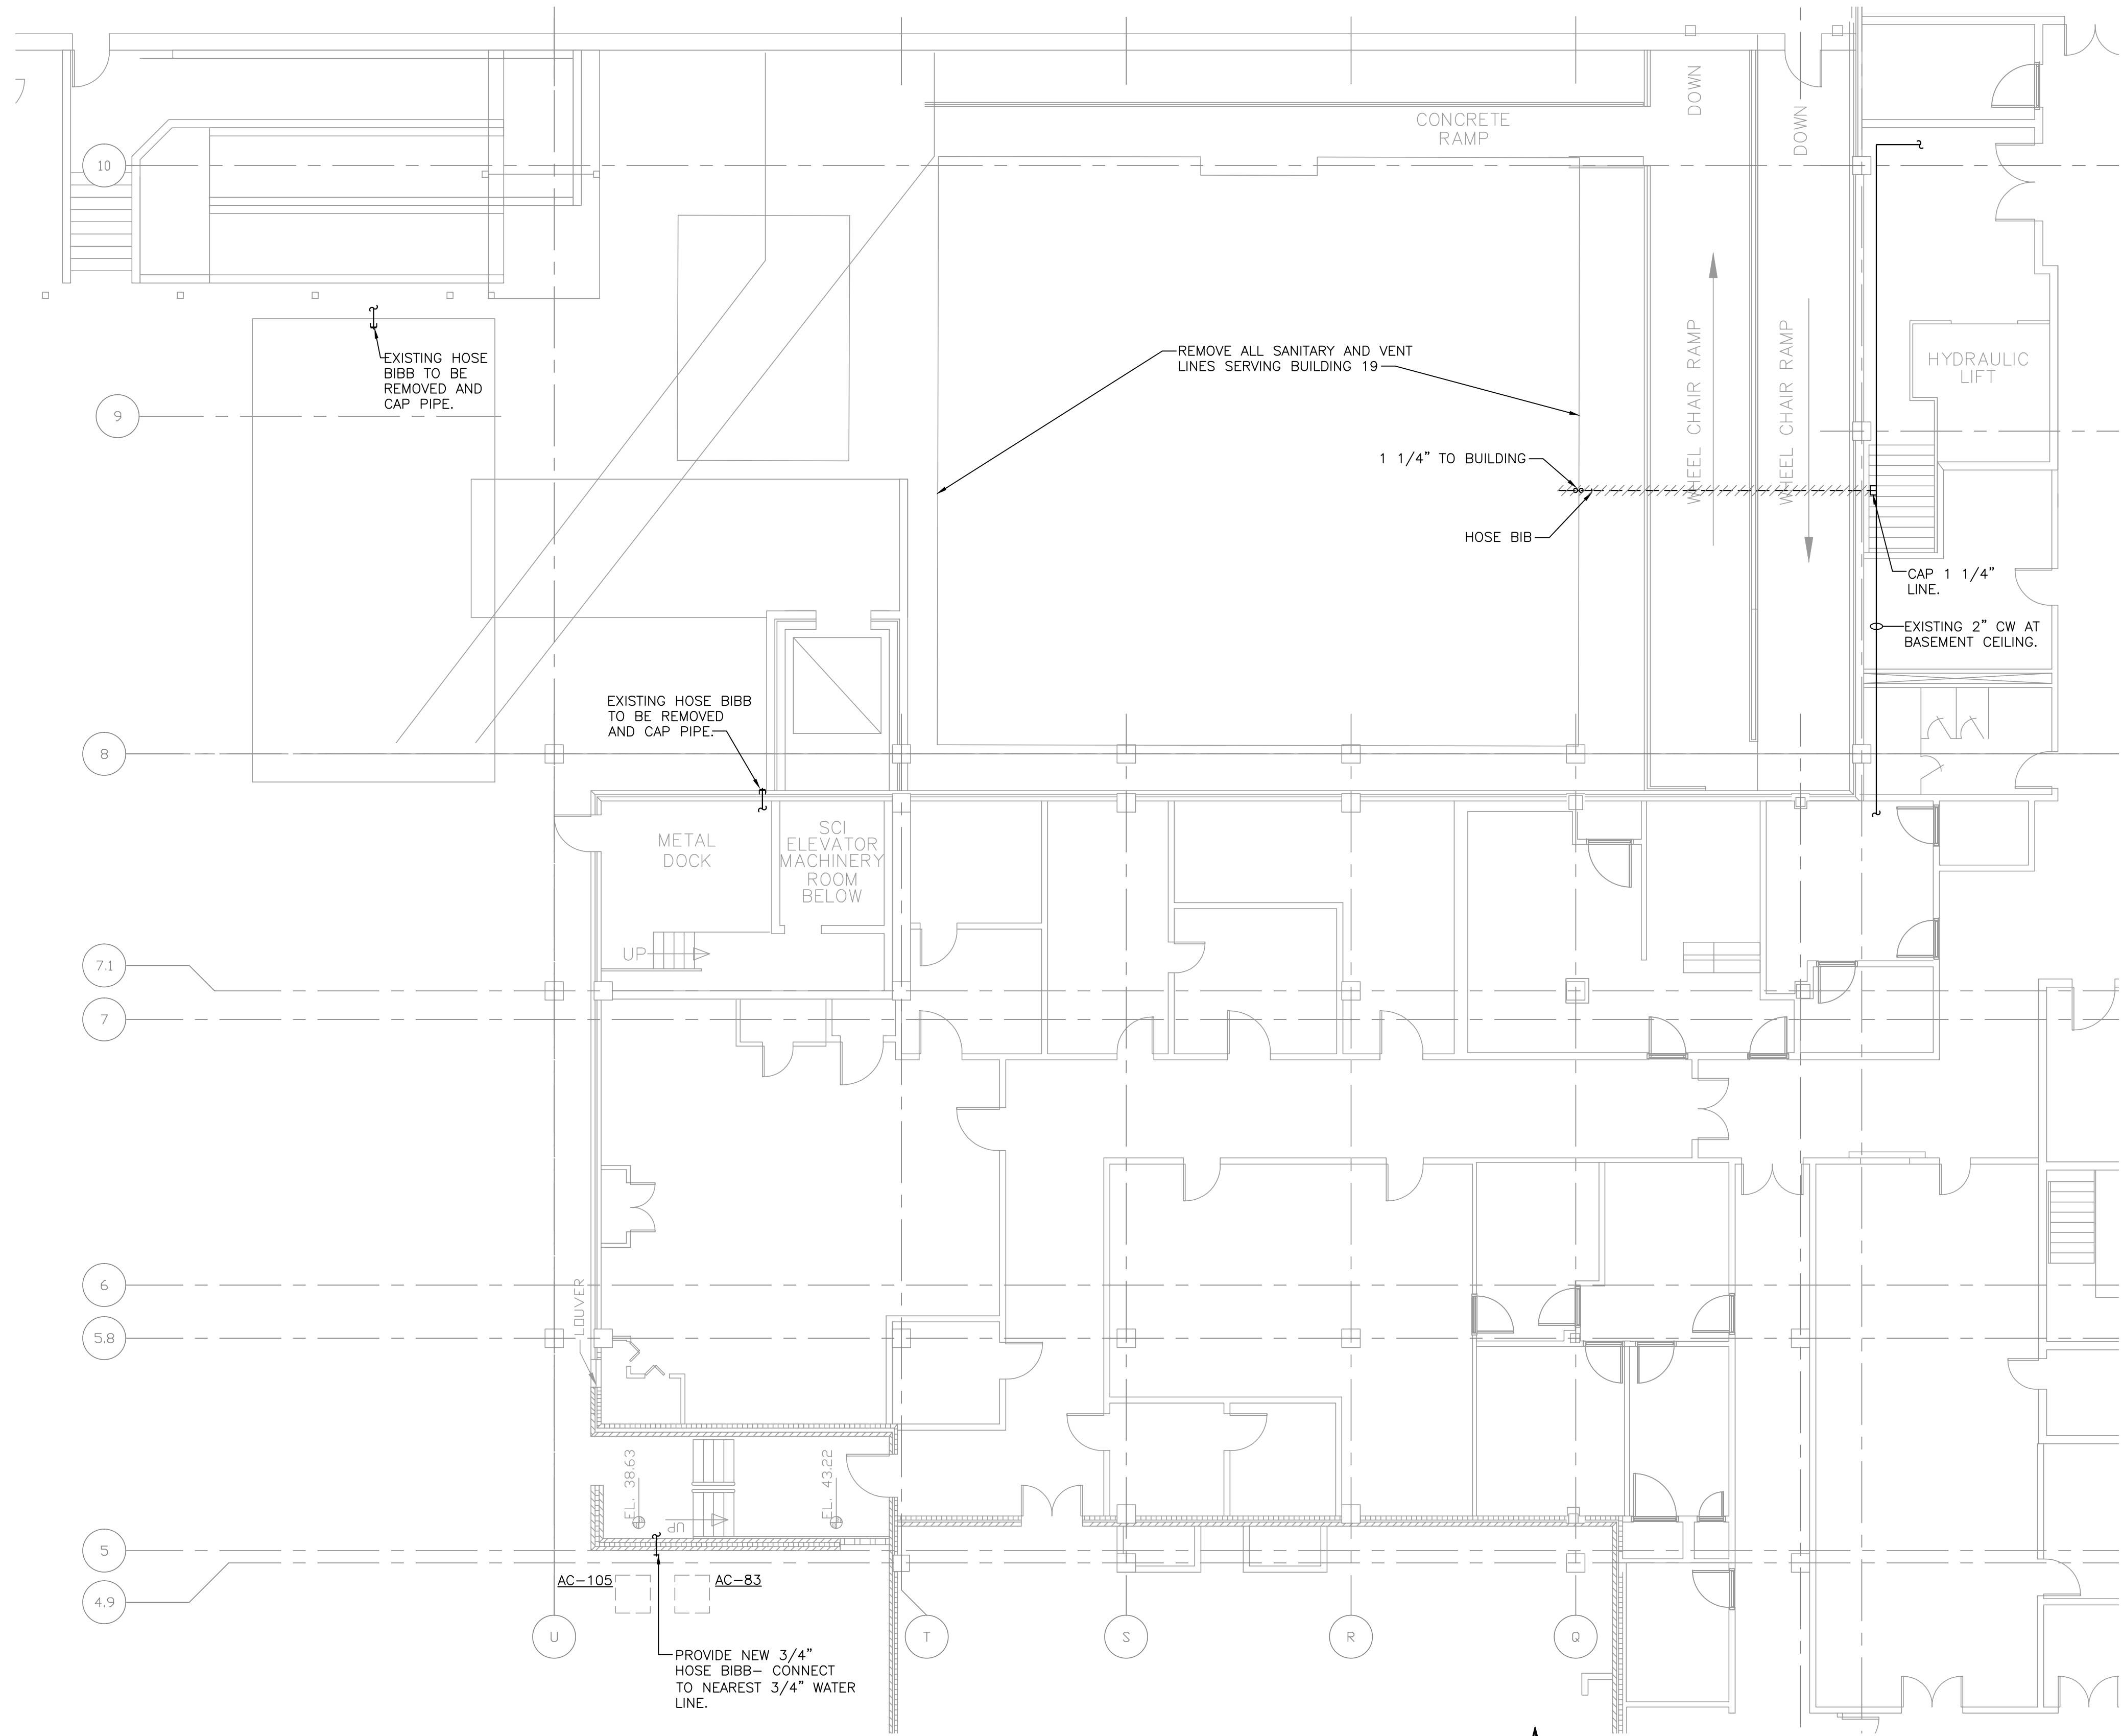 DOWN
DOWN
CONCRETE
RAMP
10
EXISTING HOSE
BIBB TO BE
REMOVED AND
CAP PIPE.
REMOVE ALL SANITARY AND VENT
LINES SERVING BUILDING 19
WHEEL CHAIR RAMP
WHEEL CHAIR RAMP
HYDRAULIC
LIFT
9
1 1/4" TO BUILDING
HOSE BIB
CAP 1 1/4"
LINE.
EXISTING 2" CW AT
BASEMENT CEILING.
EXISTING HOSE BIBB
TO BE REMOVED
AND CAP PIPE.
8
METAL
DOCK
SCI
ELEVATOR
MACHINERY
ROOM
BELOW
UP
7.1
7
6
LOUVER
5.8
EL. 38.63
EL. 43.22
UP
5
4.9
AC-105
AC-83
U
T
S
R
Q
PROVIDE NEW 3/4"
HOSE BIBB- CONNECT
TO NEAREST 3/4" WATER
LINE.